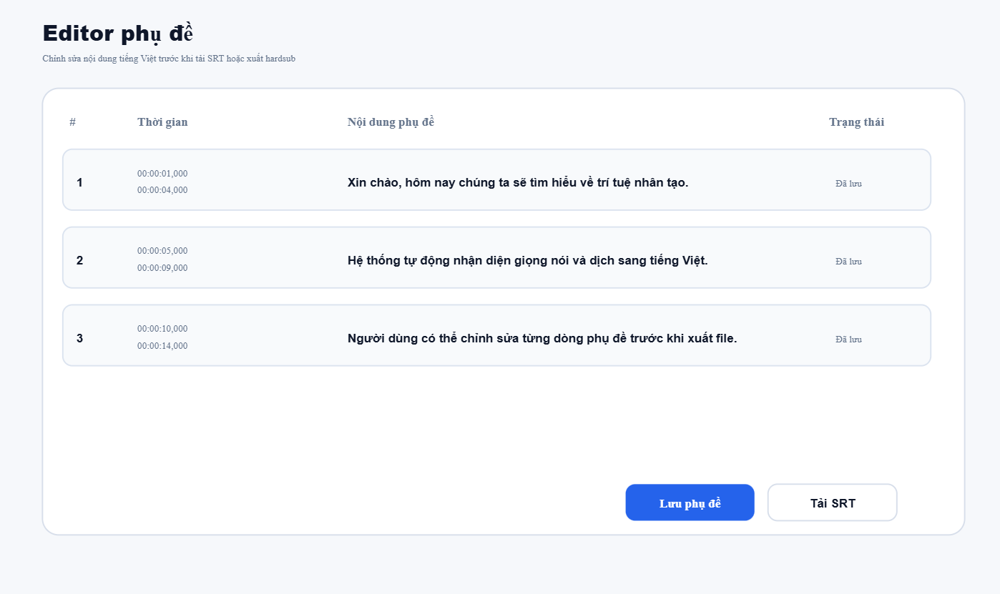 Editor phụ đề
Chỉnh sửa nội dung tiếng Việt trước khi tải SRT hoặc xuất hardsub
# Thời gian Nội dung phụ đề Trạng thái
1 00:00:01,000 Xin chào, hôm nay chúng ta sẽ tìm hiểu về trí tuệ nhân tạo. Đã lưu
00:00:04,000
2 00:00:05,000 Hệ thống tự động nhận diện giọng nói và dịch sang tiếng Việt. Đã lưu
00:00:09,000
3 00:00:10,000 Người dùng có thể chỉnh sửa từng dòng phụ đề trước khi xuất file. Đã lưu
00:00:14,000
Lưu phụ đề Tải SRT